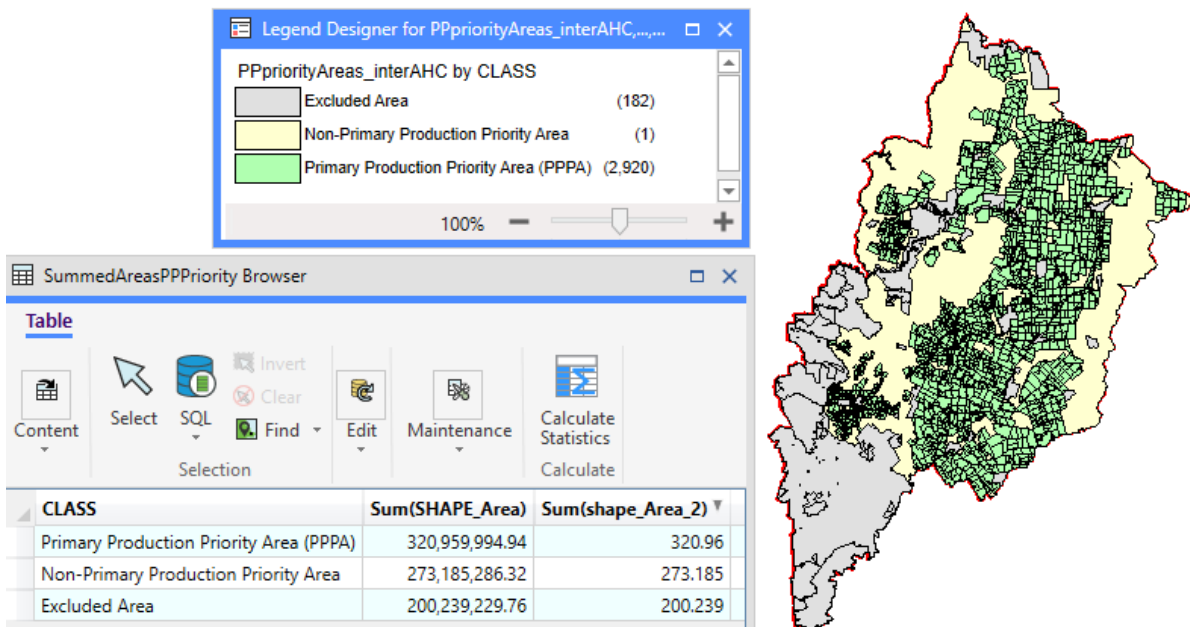 Legend Designer for PPpriorityAreas_interAHC,...,...
PPpriorityAreas_interAHC by CLASS
Excluded Area (182)
Non-Primary Production Priority Area (1)
Primary Production Priority Area (PPPA) (2,920)
100%
SummedAreasPPPriority Browser
Table
Content
Select
SQL
Invert
Clear
Find
Selection
Edit
Maintenance
Calculate
Statistics
Calculate
CLASS Sum(SHAPE_Area) Sum(shape_Area_2)
Primary Production Priority Area (PPPA) 320,959,994.94 320.96
Non-Primary Production Priority Area 273,185,286.32 273.185
Excluded Area 200,239,229.76 200.239